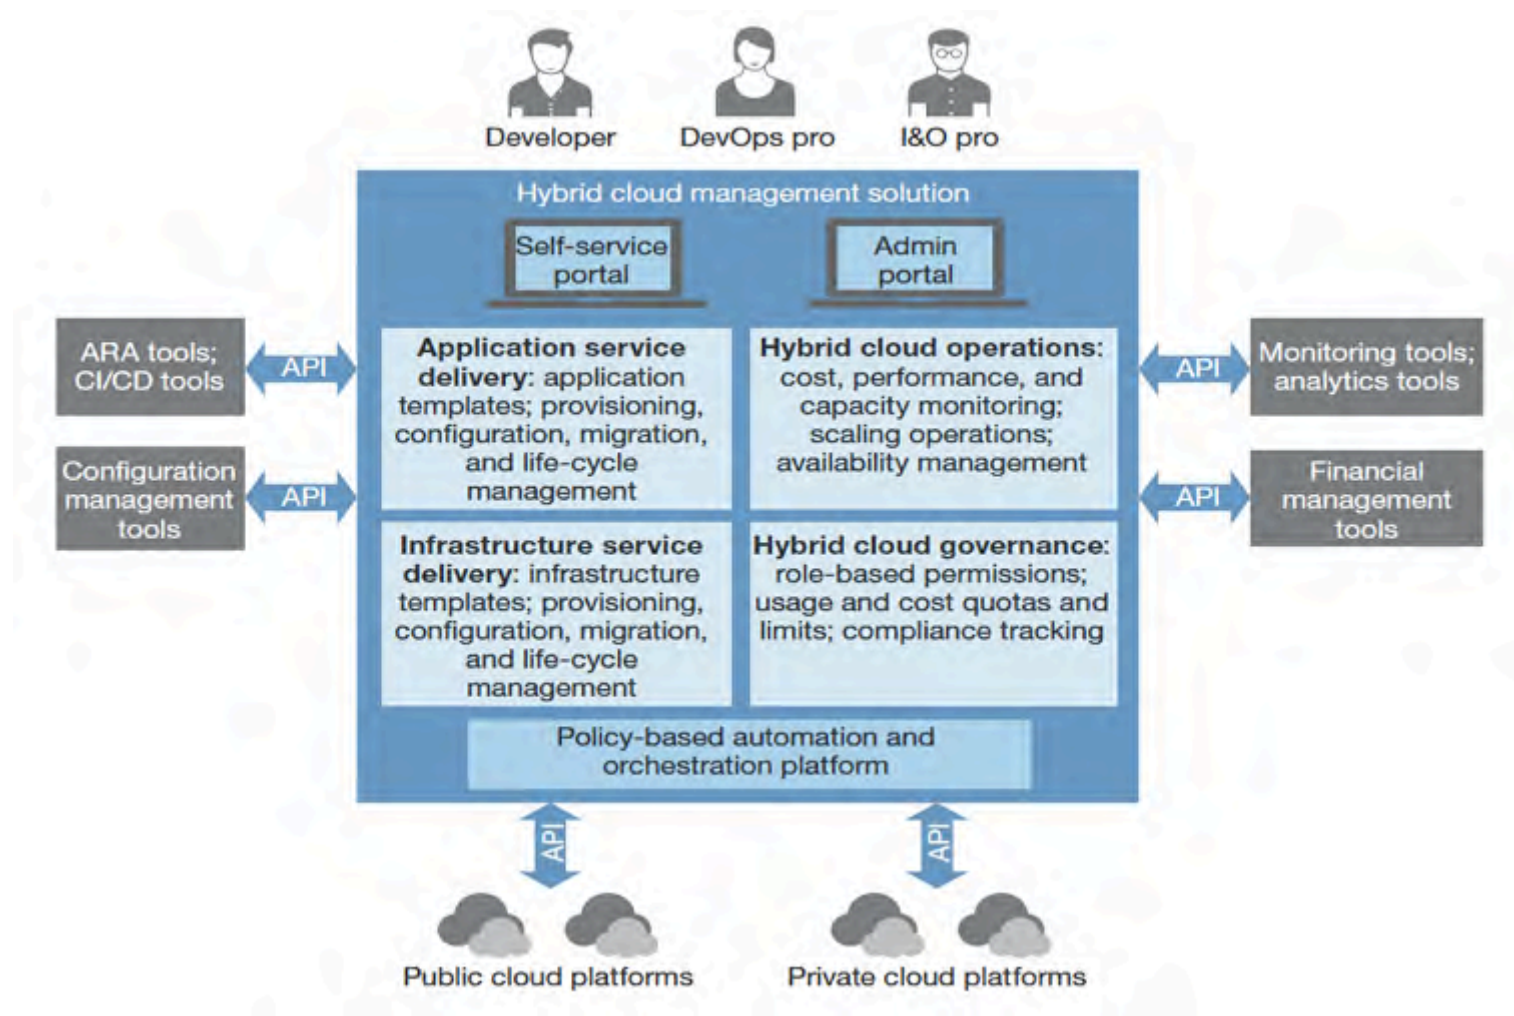 Developer
DevOps pro
I&O pro
Hybrid cloud management solution
Self-service
portal
Admin
portal
ARA tools;
CI/CD tools
API
Configuration
management
tools
API
Application service
delivery: application
templates; provisioning,
configuration, migration,
and life-cycle
management
Hybrid cloud operations:
cost, performance, and
capacity monitoring;
scaling operations;
availability management
API
Monitoring tools;
analytics tools
API
Financial
management
tools
Infrastructure service
delivery: infrastructure
templates; provisioning,
configuration, migration,
and life-cycle
management
Hybrid cloud governance:
role-based permissions;
usage and cost quotas and
limits; compliance tracking
Policy-based automation and
orchestration platform
API
API
Public cloud platforms
Private cloud platforms